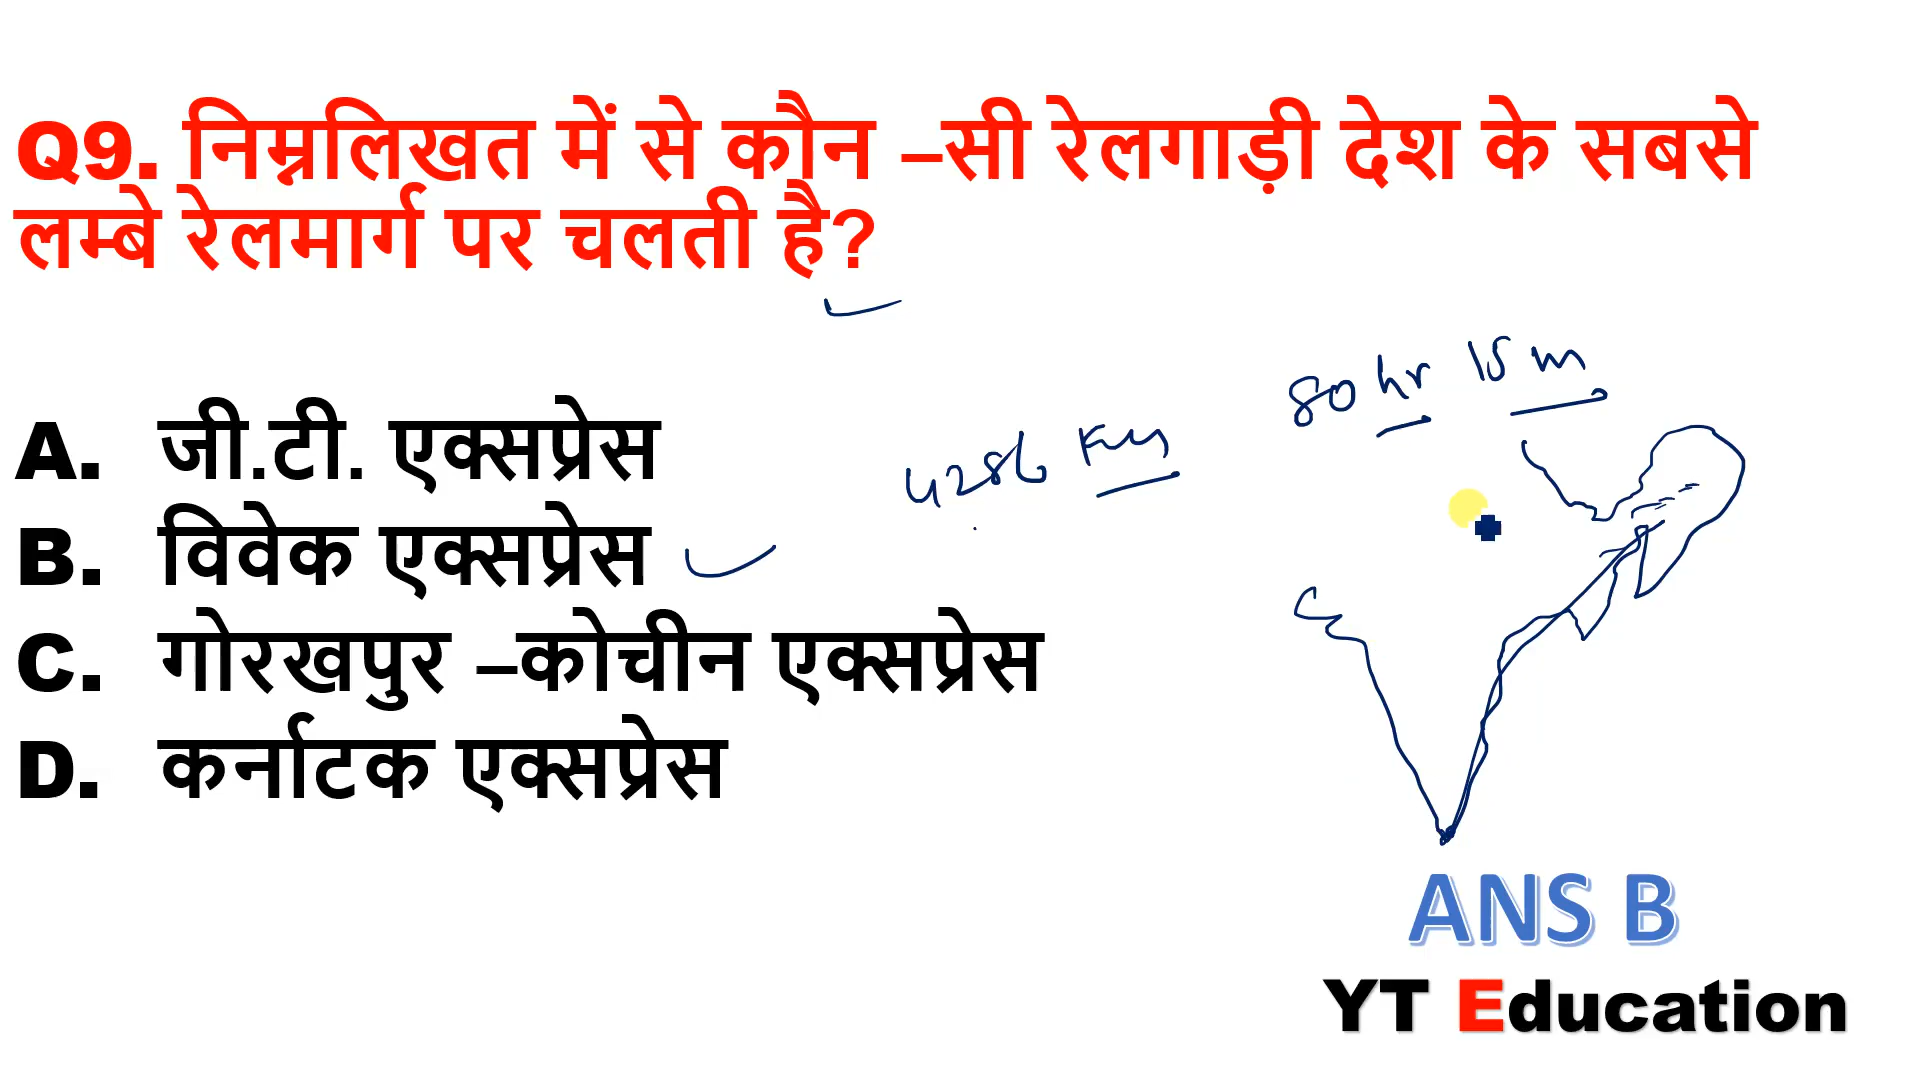 Q9. निम्नलिखत में से कौन –सी रेलगाड़ी देश के सबसे
लम्बे रेलमार्ग पर चलती है?
80 hr 15 m
A. जी.टी. एक्सप्रेस
4286 Km
B. विवेक एक्सप्रेस
C. गोरखपुर –कोचीन एक्सप्रेस
D. कर्नाटक एक्सप्रेस
ANS B
YT Education